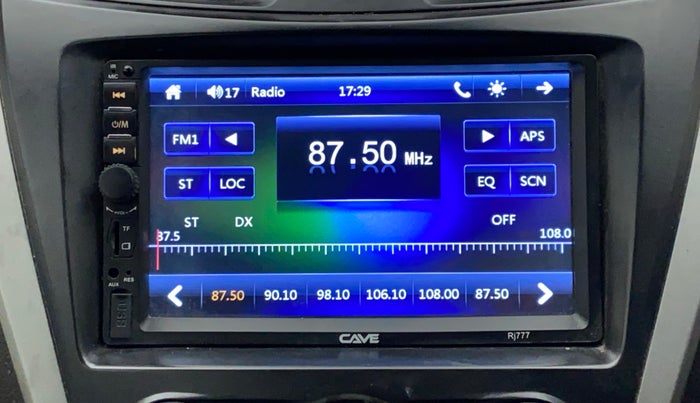 IR
MIC
17 Radio 17:29
⏻/M
FM1
87.50 MHz
APS
ST LOC
EQ SCN
ST DX OFF
87.5 108.0
TF
RES
AUX
USB
87.50 90.10 98.10 106.10 108.00 87.50
CAVE
Rj777